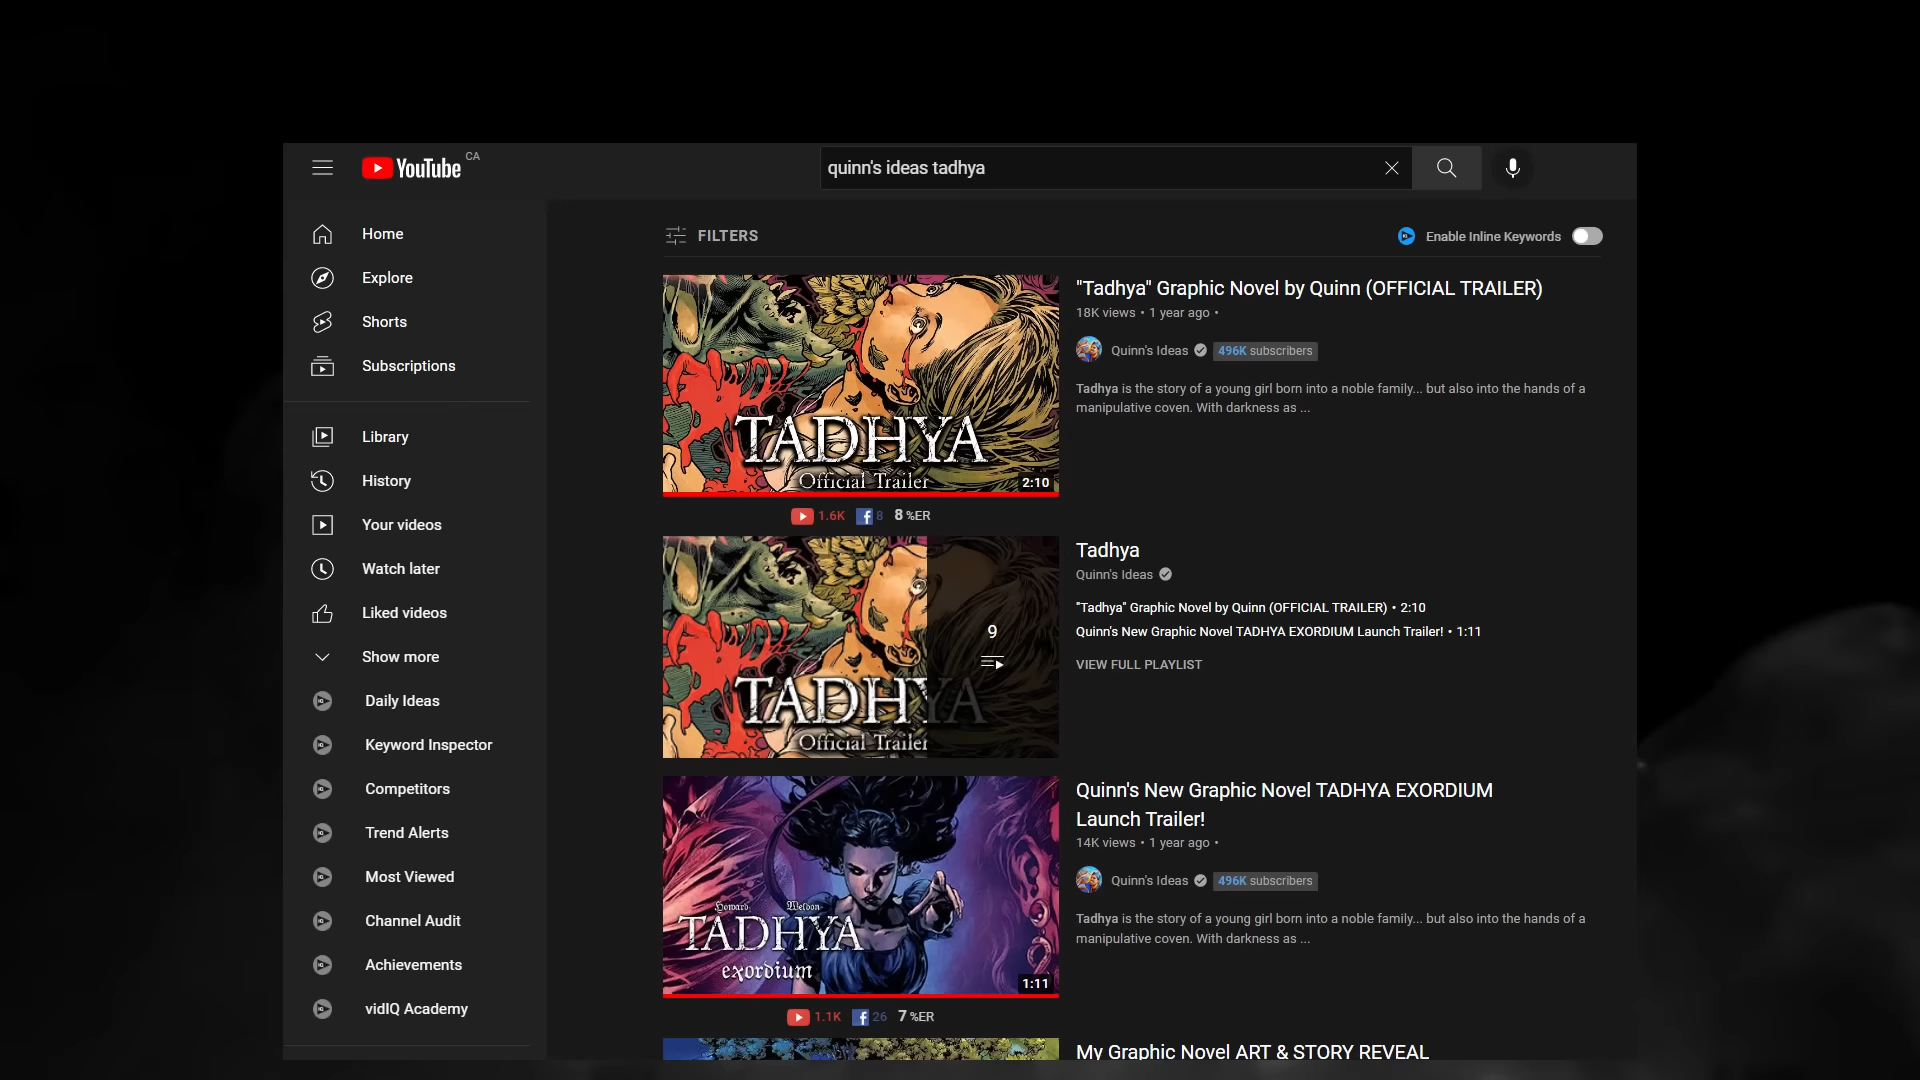 YouTube CA
quinn's ideas tadhya
Home
Explore
Shorts
Subscriptions
Library
History
Your videos
Watch later
Liked videos
Show more
Daily Ideas
Keyword Inspector
Competitors
Trend Alerts
Most Viewed
Channel Audit
Achievements
vidIQ Academy
FILTERS
Enable Inline Keywords
TADHYA
Official Trailer
2:10
1.6K 8 8 %ER
"Tadhya" Graphic Novel by Quinn (OFFICIAL TRAILER)
18K views • 1 year ago •
Quinn's Ideas 496K subscribers
Tadhya is the story of a young girl born into a noble family... but also into the hands of a
manipulative coven. With darkness as ...
TADHYA
Official Trailer
9
Tadhya
Quinn's Ideas
"Tadhya" Graphic Novel by Quinn (OFFICIAL TRAILER) • 2:10
Quinn's New Graphic Novel TADHYA EXORDIUM Launch Trailer! • 1:11
VIEW FULL PLAYLIST
Howard Weldon
TADHYA
exordium
1:11
1.1K 26 7 %ER
Quinn's New Graphic Novel TADHYA EXORDIUM
Launch Trailer!
14K views • 1 year ago •
Quinn's Ideas 496K subscribers
Tadhya is the story of a young girl born into a noble family... but also into the hands of a
manipulative coven. With darkness as ...
My Graphic Novel ART & STORY REVEAL